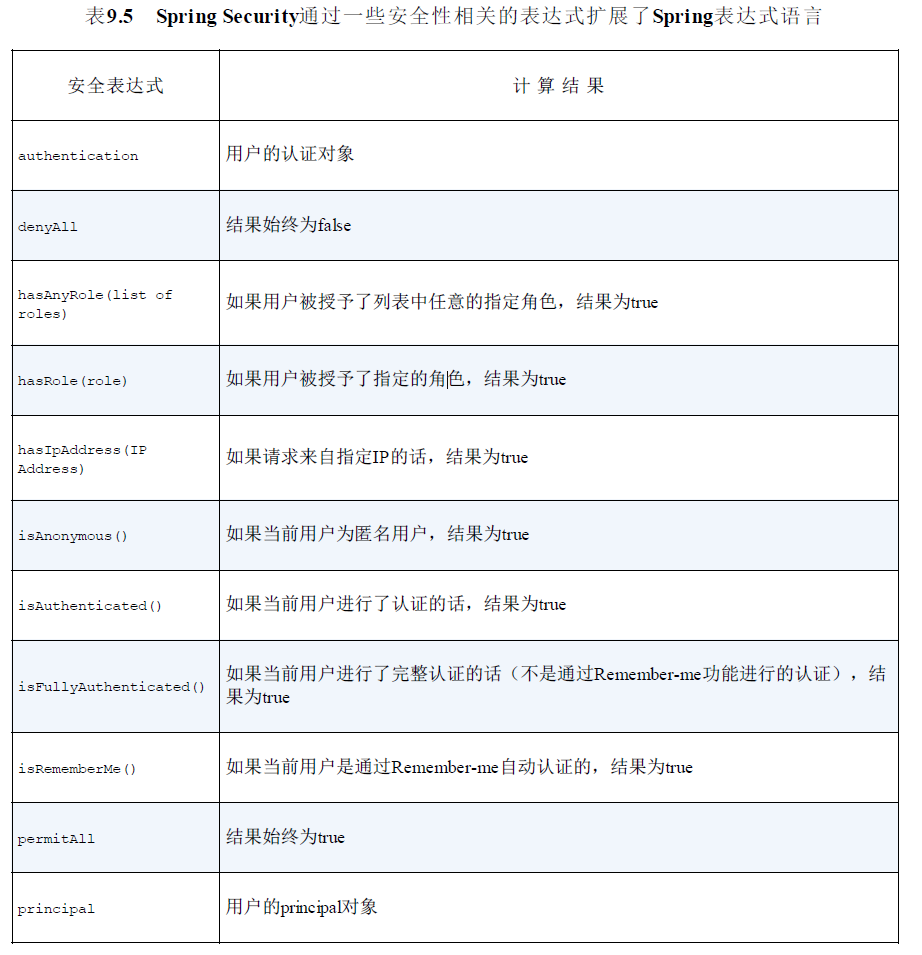 表9.5 Spring Security通过一些安全性相关的表达式扩展了Spring表达式语言
安全表达式
计 算 结 果
authentication
用户的认证对象
denyAll
结果始终为false
hasAnyRole(list of
roles)
如果用户被授予了列表中任意的指定角色，结果为true
hasRole(role)
如果用户被授予了指定的角色，结果为true
hasIpAddress(IP
Address)
如果请求来自指定IP的话，结果为true
isAnonymous()
如果当前用户为匿名用户，结果为true
isAuthenticated()
如果当前用户进行了认证的话，结果为true
isFullyAuthenticated()
如果当前用户进行了完整认证的话（不是通过Remember-me功能进行的认证），结
果为true
isRememberMe()
如果当前用户是通过Remember-me自动认证的，结果为true
permitAll
结果始终为true
principal
用户的principal对象